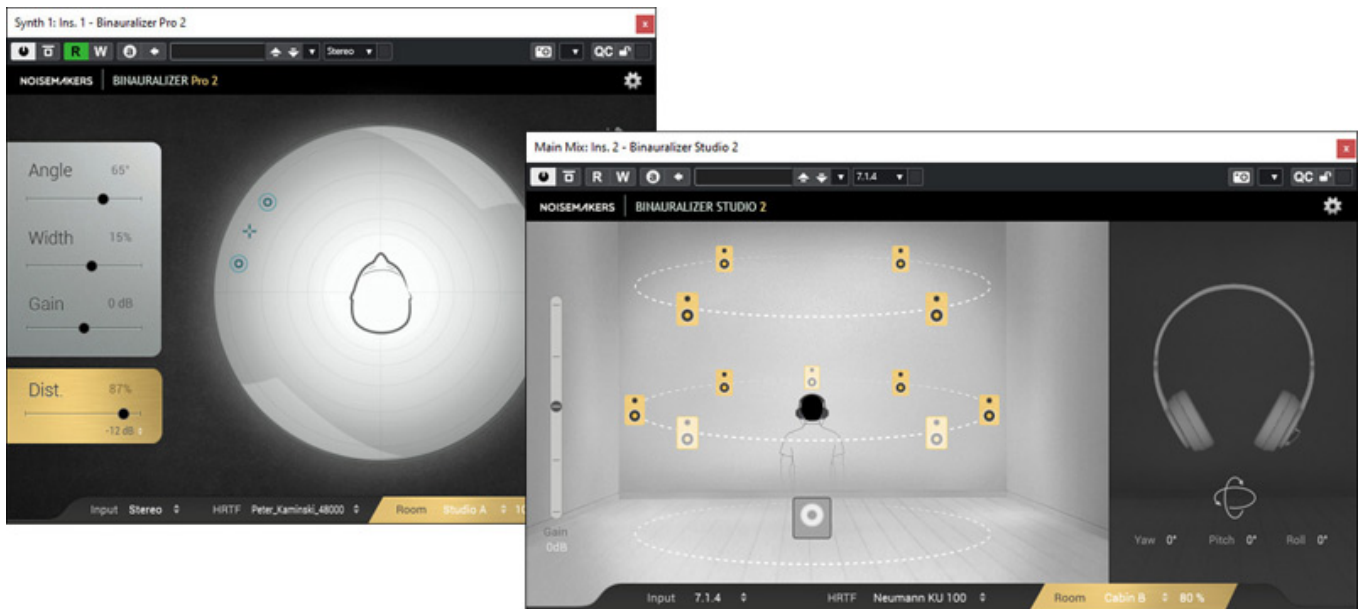 Synth 1: Ins. 1 - Binauralizer Pro 2
x
R W Stereo QC
NOISEMAKERS BINAURALIZER Pro 2
Angle 65°
Width 15%
Gain 0 dB
Dist. 87%
-12 dB
Input Stereo HRTF Peter_Kaminski_48000 Room Studio A
Main Mix: Ins. 2 - Binauralizer Studio 2
x
R W 7.1.4 QC
NOISEMAKERS BINAURALIZER STUDIO 2
Gain
0dB
Yaw 0° Pitch 0° Roll 0°
Input 7.1.4 HRTF Neumann KU 100 Room Cabin B 80 %